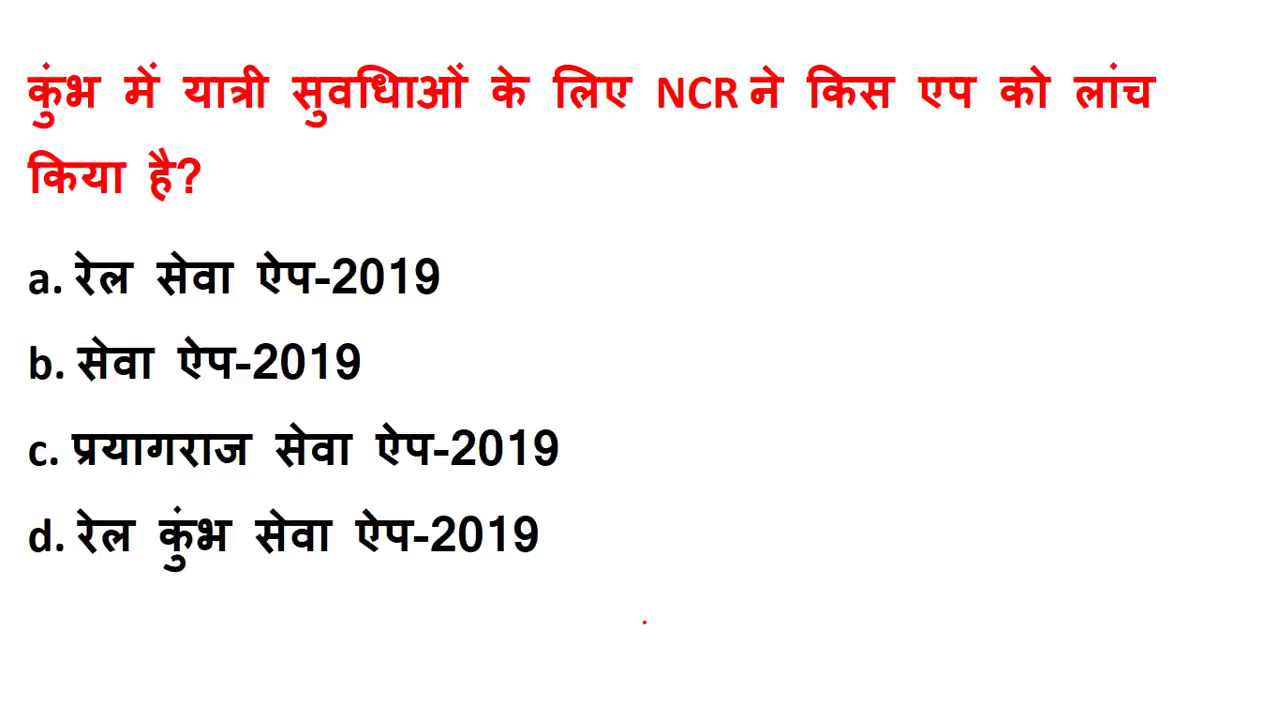 कुंभ में यात्री सुवधिाओं के लिए NCR ने किस एप को लांच
किया है?
a. रेल सेवा ऐप-2019
b. सेवा ऐप-2019
c. प्रयागराज सेवा ऐप-2019
d. रेल कुंभ सेवा ऐप-2019